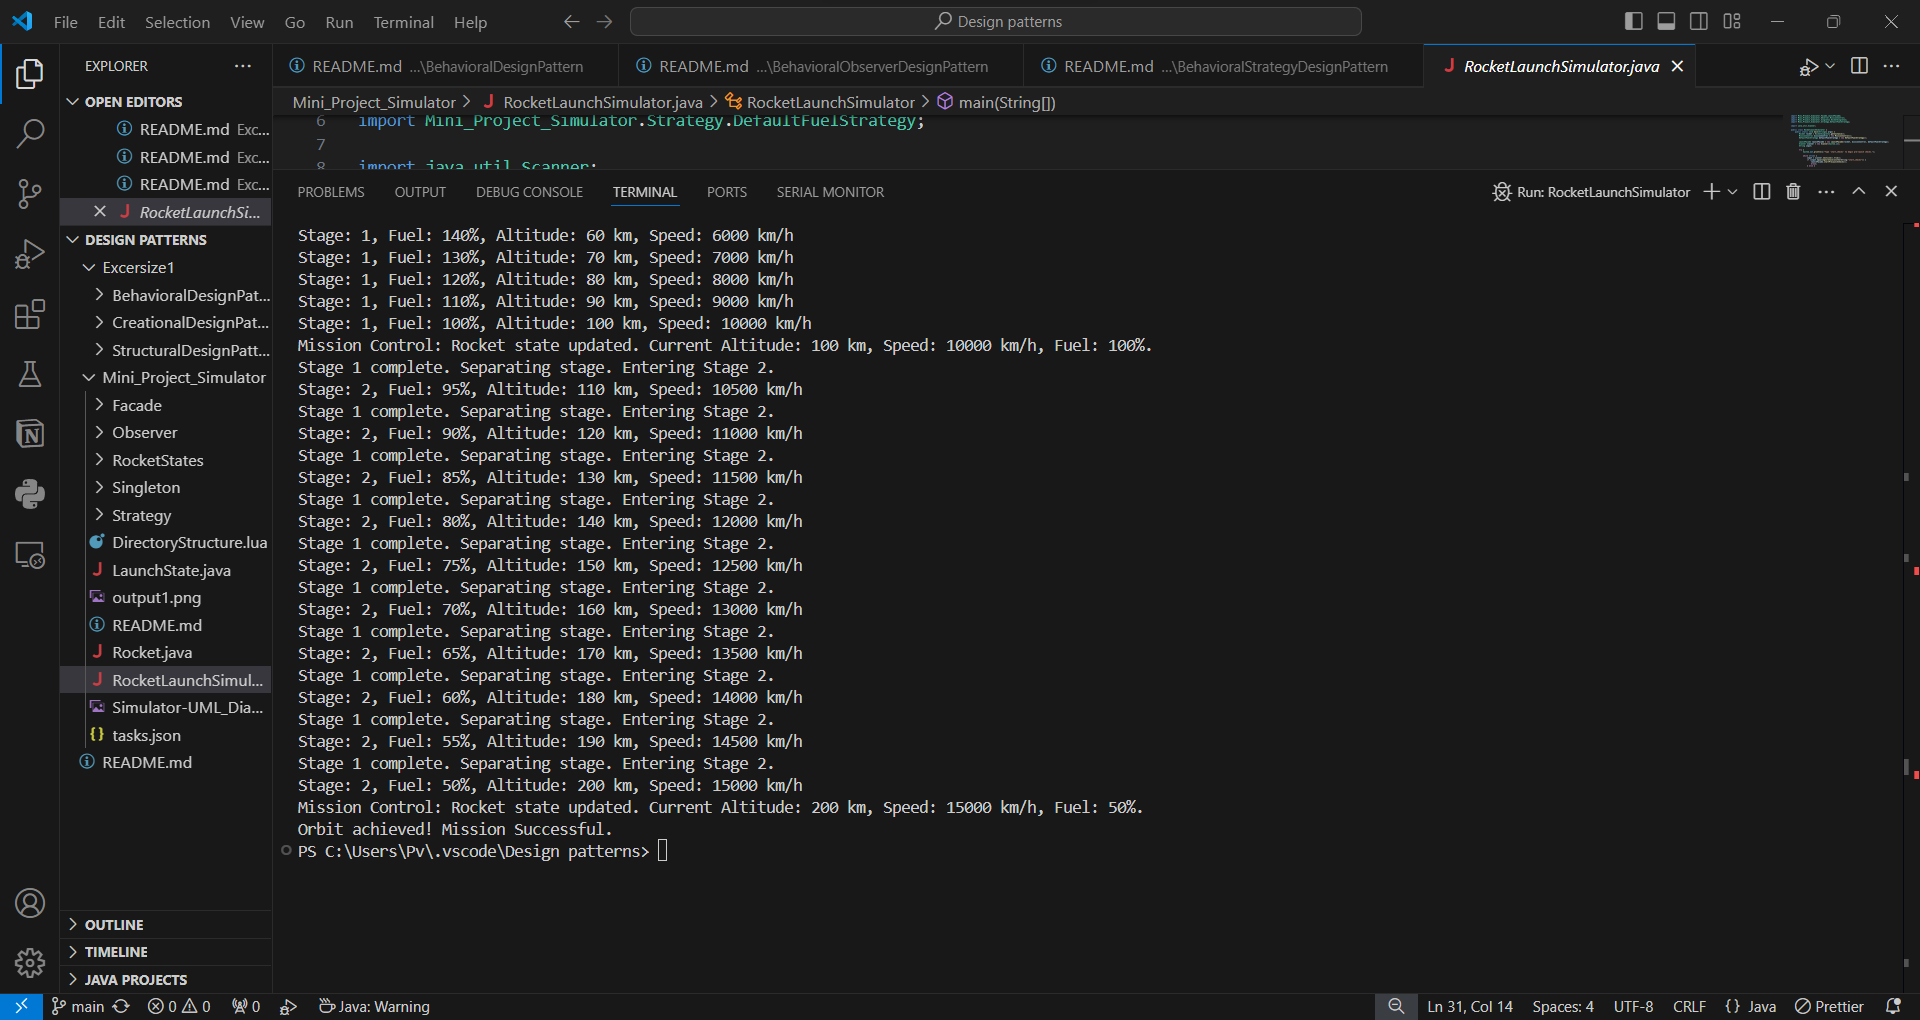 File Edit Selection View Go Run Terminal Help
Design patterns
EXPLORER
OPEN EDITORS
README.md Exc...
README.md Exc...
README.md Exc...
RocketLaunchSi...
DESIGN PATTERNS
Excersize1
BehavioralDesignPat...
CreationalDesignPat...
StructuralDesignPatt...
Mini_Project_Simulator
Facade
Observer
RocketStates
Singleton
Strategy
DirectoryStructure.lua
LaunchState.java
output1.png
README.md
Rocket.java
RocketLaunchSimul...
Simulator-UML_Dia...
tasks.json
README.md
OUTLINE
TIMELINE
JAVA PROJECTS
README.md ...\BehavioralDesignPattern
README.md ...\BehavioralObserverDesignPattern
README.md ...\BehavioralStrategyDesignPattern
RocketLaunchSimulator.java
Mini_Project_Simulator > RocketLaunchSimulator.java > RocketLaunchSimulator > main(String[])
6 import Mini_Project_Simulator.Strategy.DefaultFuelStrategy;
7
8 import java.util.Scanner;
PROBLEMS OUTPUT DEBUG CONSOLE TERMINAL PORTS SERIAL MONITOR
Run: RocketLaunchSimulator
Stage: 1, Fuel: 140%, Altitude: 60 km, Speed: 6000 km/h
Stage: 1, Fuel: 130%, Altitude: 70 km, Speed: 7000 km/h
Stage: 1, Fuel: 120%, Altitude: 80 km, Speed: 8000 km/h
Stage: 1, Fuel: 110%, Altitude: 90 km, Speed: 9000 km/h
Stage: 1, Fuel: 100%, Altitude: 100 km, Speed: 10000 km/h
Mission Control: Rocket state updated. Current Altitude: 100 km, Speed: 10000 km/h, Fuel: 100%.
Stage 1 complete. Separating stage. Entering Stage 2.
Stage: 2, Fuel: 95%, Altitude: 110 km, Speed: 10500 km/h
Stage 1 complete. Separating stage. Entering Stage 2.
Stage: 2, Fuel: 90%, Altitude: 120 km, Speed: 11000 km/h
Stage 1 complete. Separating stage. Entering Stage 2.
Stage: 2, Fuel: 85%, Altitude: 130 km, Speed: 11500 km/h
Stage 1 complete. Separating stage. Entering Stage 2.
Stage: 2, Fuel: 80%, Altitude: 140 km, Speed: 12000 km/h
Stage 1 complete. Separating stage. Entering Stage 2.
Stage: 2, Fuel: 75%, Altitude: 150 km, Speed: 12500 km/h
Stage 1 complete. Separating stage. Entering Stage 2.
Stage: 2, Fuel: 70%, Altitude: 160 km, Speed: 13000 km/h
Stage 1 complete. Separating stage. Entering Stage 2.
Stage: 2, Fuel: 65%, Altitude: 170 km, Speed: 13500 km/h
Stage 1 complete. Separating stage. Entering Stage 2.
Stage: 2, Fuel: 60%, Altitude: 180 km, Speed: 14000 km/h
Stage 1 complete. Separating stage. Entering Stage 2.
Stage: 2, Fuel: 55%, Altitude: 190 km, Speed: 14500 km/h
Stage 1 complete. Separating stage. Entering Stage 2.
Stage: 2, Fuel: 50%, Altitude: 200 km, Speed: 15000 km/h
Mission Control: Rocket state updated. Current Altitude: 200 km, Speed: 15000 km/h, Fuel: 50%.
Orbit achieved! Mission Successful.
PS C:\Users\Pv\.vscode\Design patterns>
main 0 0 0 Java: Warning
Ln 31, Col 14 Spaces: 4 UTF-8 CRLF {} Java Prettier